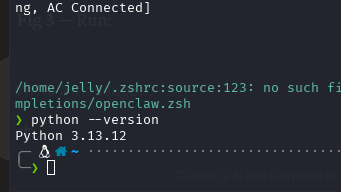 ng, AC Connected]
/home/jelly/.zshrc:source:123: no such fi
mpletions/openclaw.zsh
❯ python --version
Python 3.13.12
~
❯